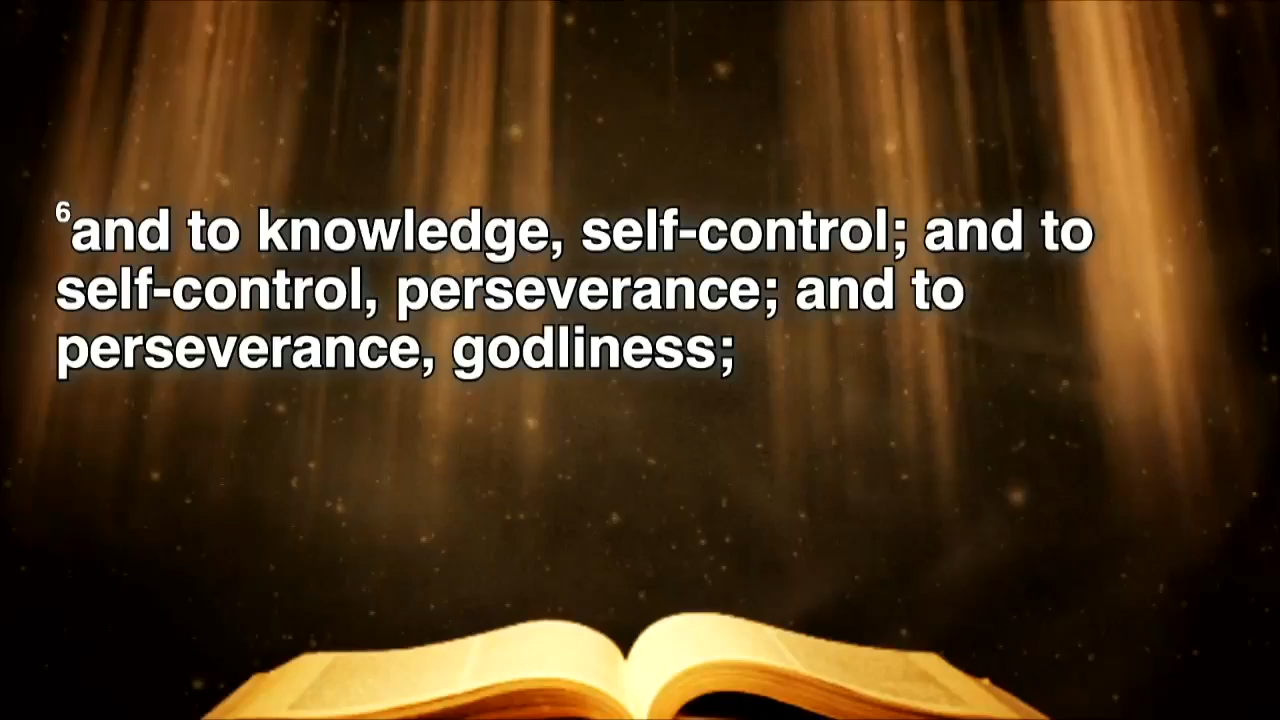 6and to knowledge, self-control; and to
self-control, perseverance; and to
perseverance, godliness;